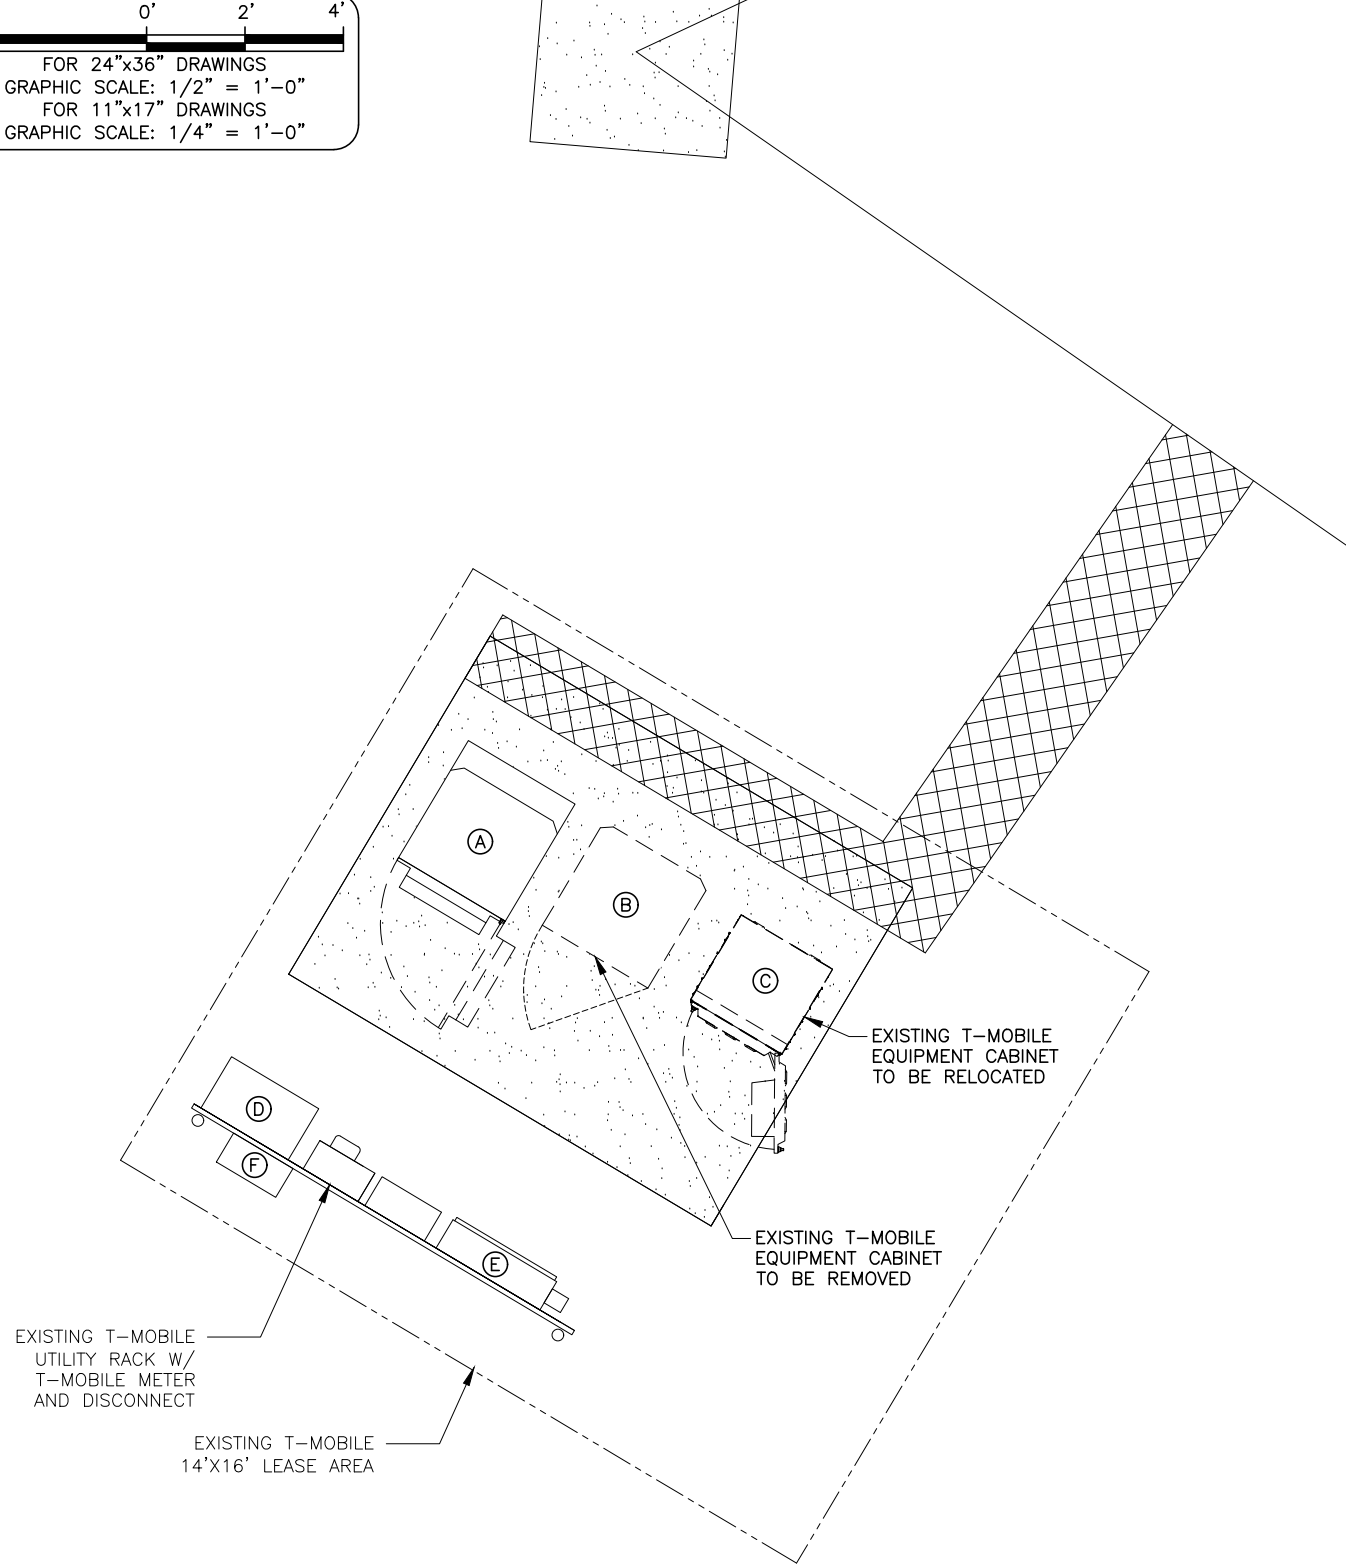 0' 2' 4'
FOR 24"x36" DRAWINGS
GRAPHIC SCALE: 1/2" = 1'-0"
FOR 11"x17" DRAWINGS
GRAPHIC SCALE: 1/4" = 1'-0"
A
B
C
EXISTING T-MOBILE
EQUIPMENT CABINET
TO BE RELOCATED
D
F
E
EXISTING T-MOBILE
EQUIPMENT CABINET
TO BE REMOVED
EXISTING T-MOBILE
UTILITY RACK W/
T-MOBILE METER
AND DISCONNECT
EXISTING T-MOBILE
14'X16' LEASE AREA